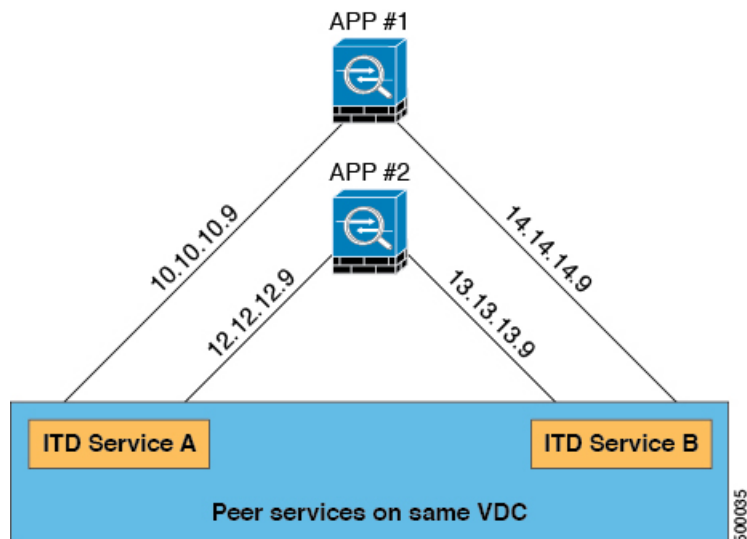 APP #1
APP #2
10.10.10.9
14.14.14.9
12.12.12.9
13.13.13.9
ITD Service A
ITD Service B
Peer services on same VDC
500035